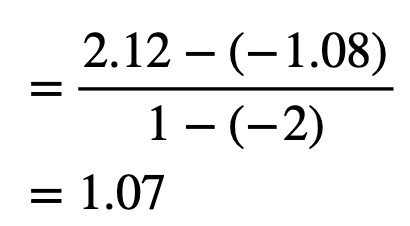 = 2.12 − (−1.08)
1 − (−2)
= 1.07